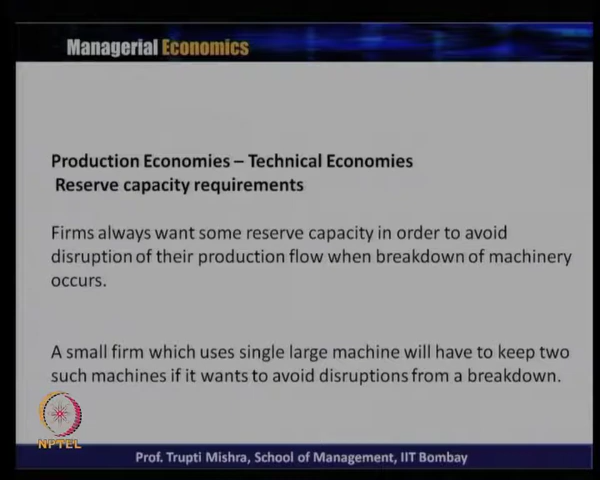 Managerial Economics
Production Economies – Technical Economies
Reserve capacity requirements
Firms always want some reserve capacity in order to avoid
disruption of their production flow when breakdown of machinery
occurs.
A small firm which uses single large machine will have to keep two
such machines if it wants to avoid disruptions from a breakdown.
NPTEL
Prof. Trupti Mishra, School of Management, IIT Bombay